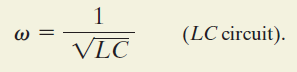 ω = 1/√LC (LC circuit).